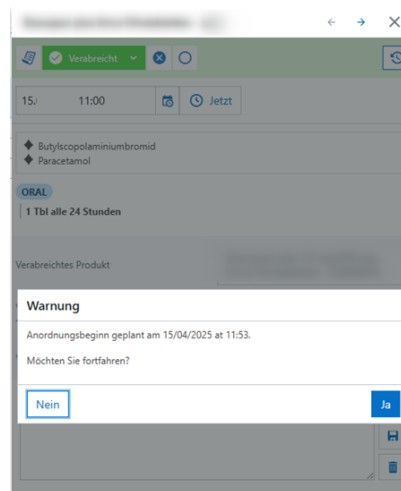 Verabreicht
15.
11:00
Jetzt
Butylscopolaminiumbromid
Paracetamol
ORAL
1 Tbl alle 24 Stunden
Verabreichtes Produkt
Warnung
Anordnungsbeginn geplant am 15/04/2025 at 11:53.
Möchten Sie fortfahren?
Nein
Ja